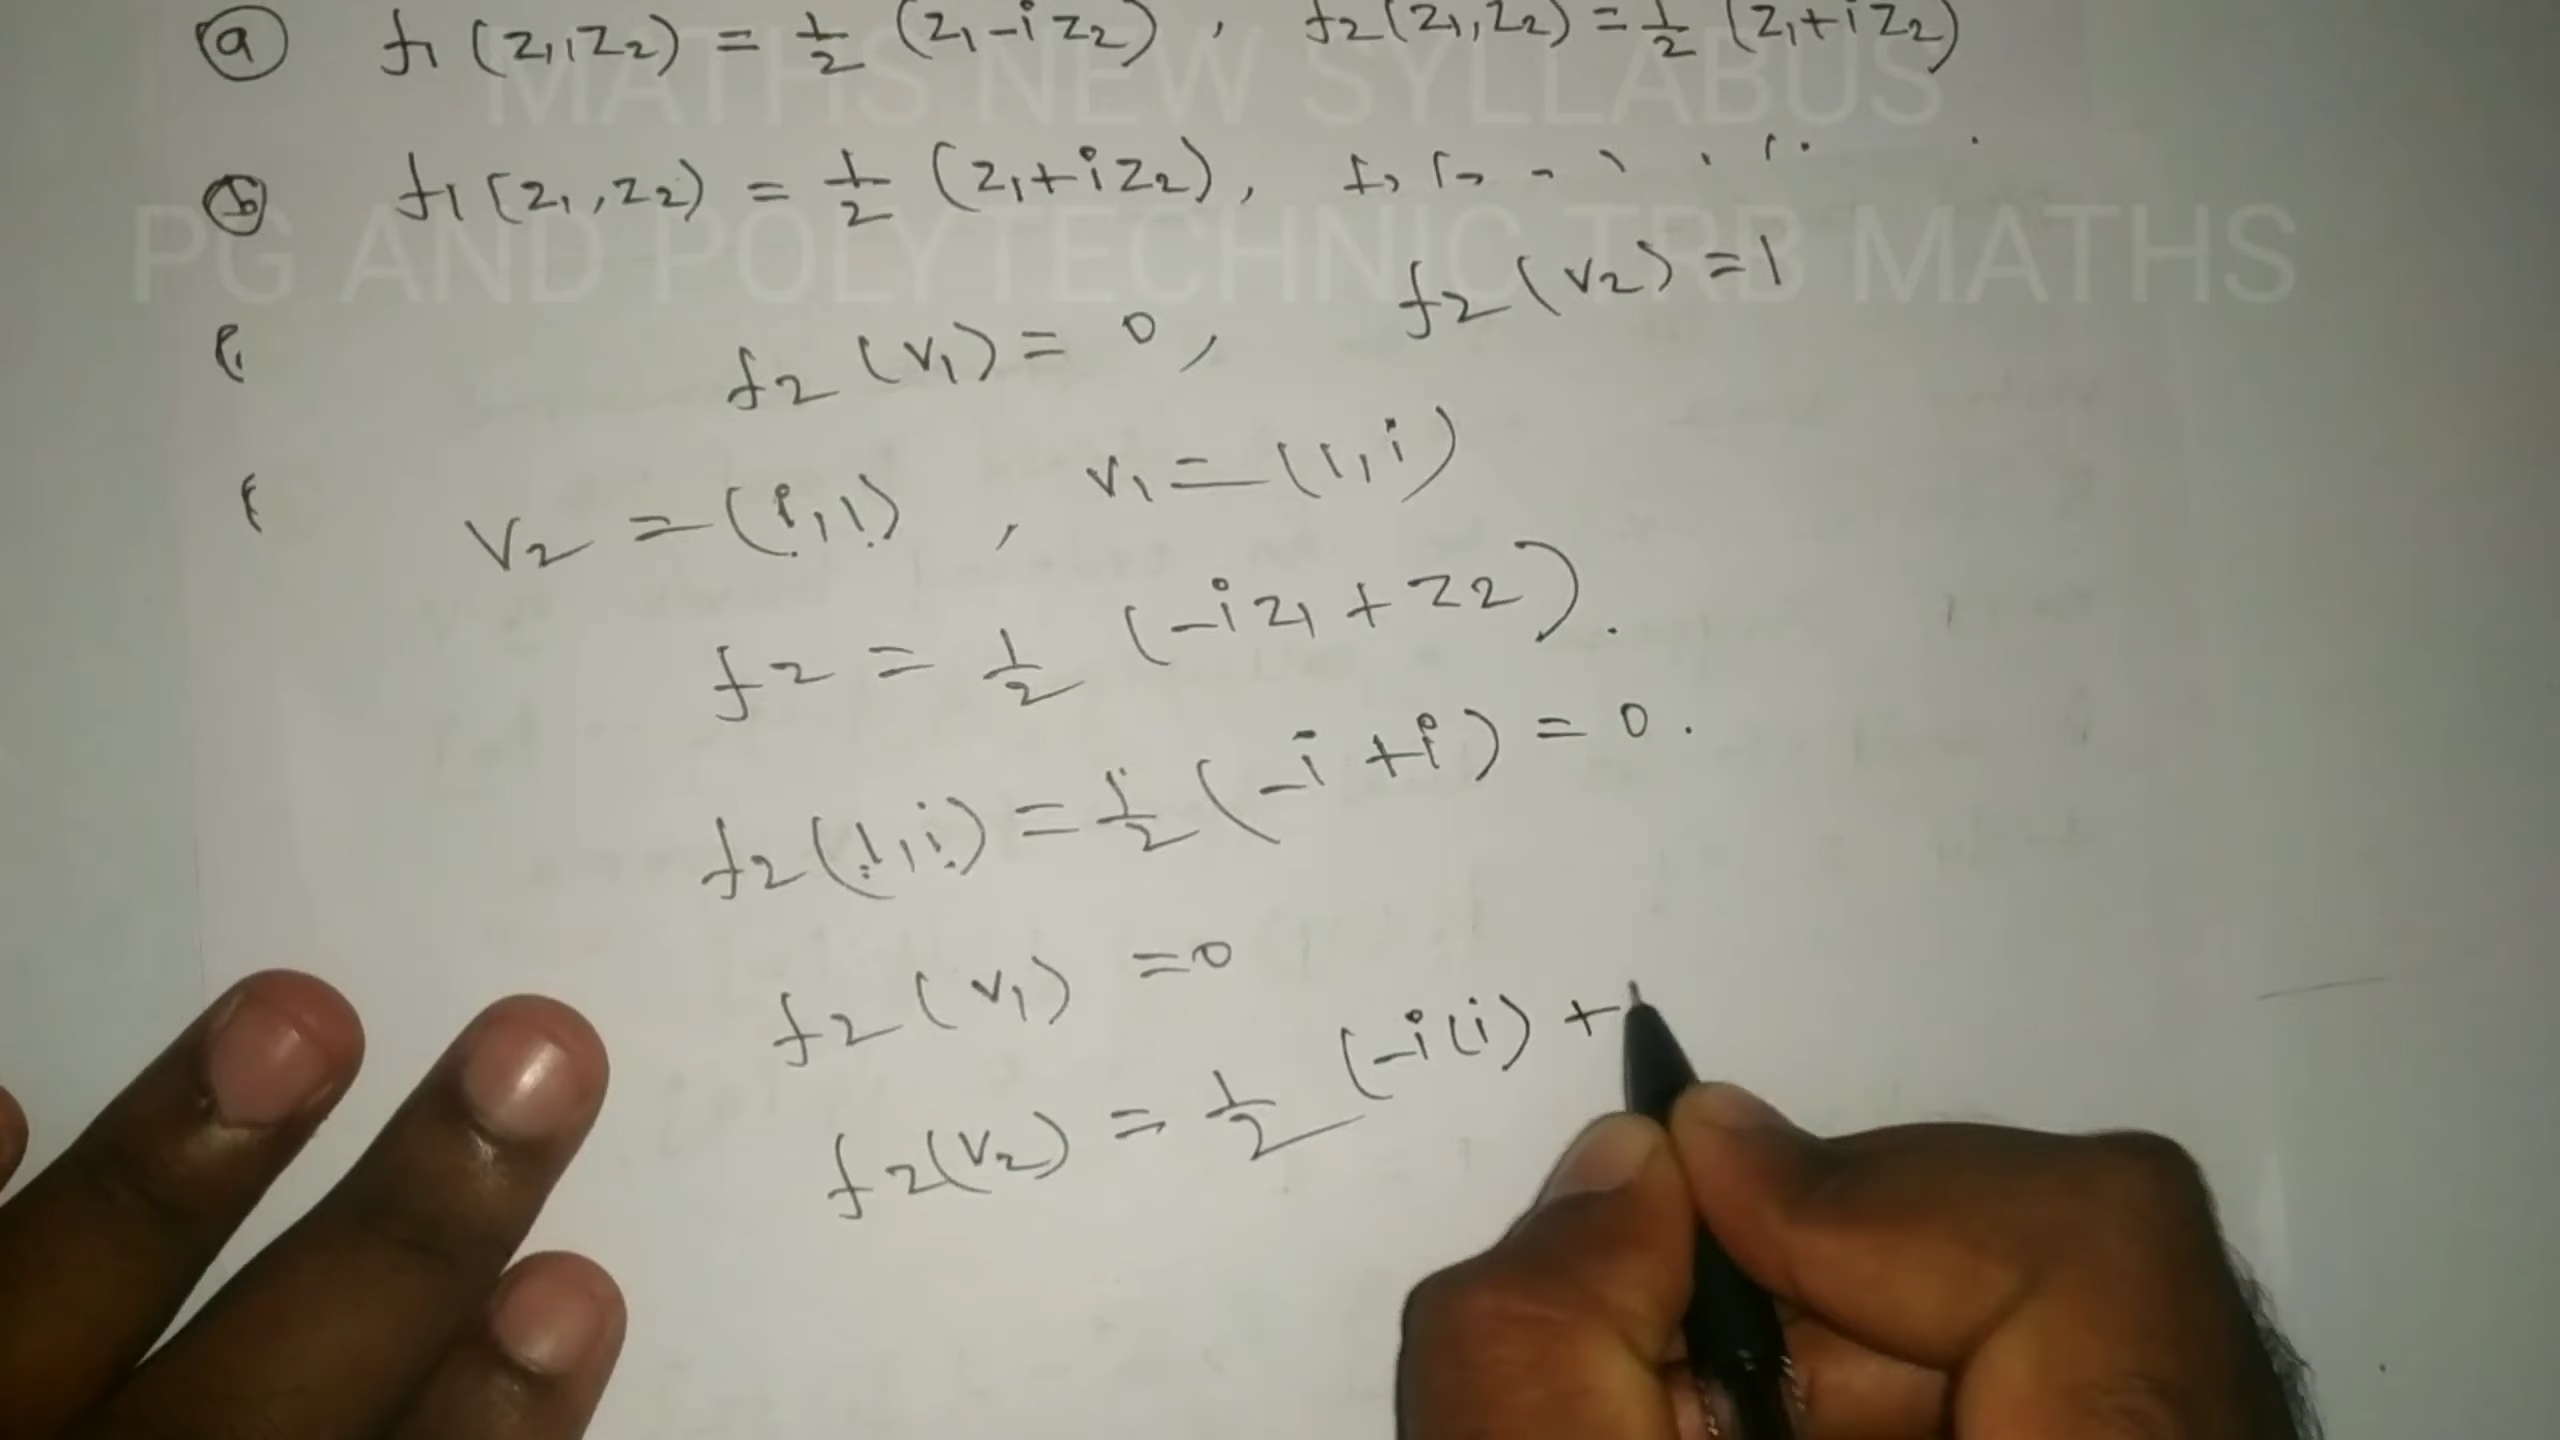 ⓐ f1 (z1,z2) = 1/2 (z1-iz2), f2(z1,z2) = 1/2 (z1+iz2)
MATHS NEW SYLLABUS
ⓑ f1(z1,z2) = 1/2 (z1+iz2),
PG AND POLYTECHNIC TRB MATHS
f2(v1) = 0, f2(v2) = 1
v2 = (i,1), v1 = (1,i)
f2 = 1/2 (-iz1+z2).
f2(1,i) = 1/2 (-i+i) = 0.
f2(v1) = 0
f2(v2) = 1/2 (-i(i)+